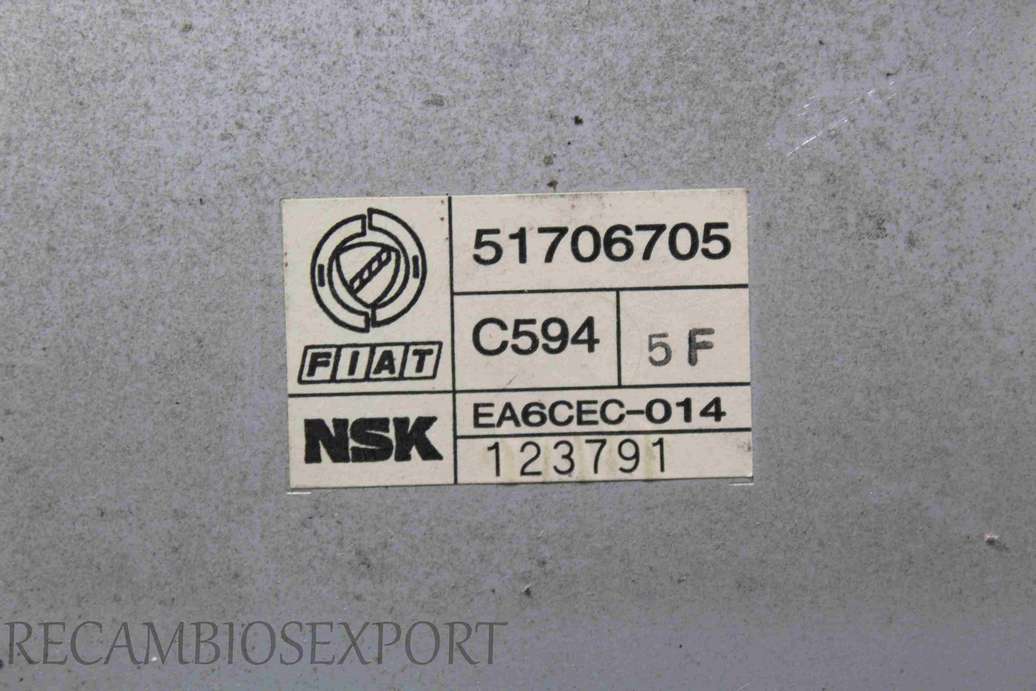 51706705
C594 5F
FIAT
EA6CEC-014
NSK
123791
RECAMBIOSEXPORT